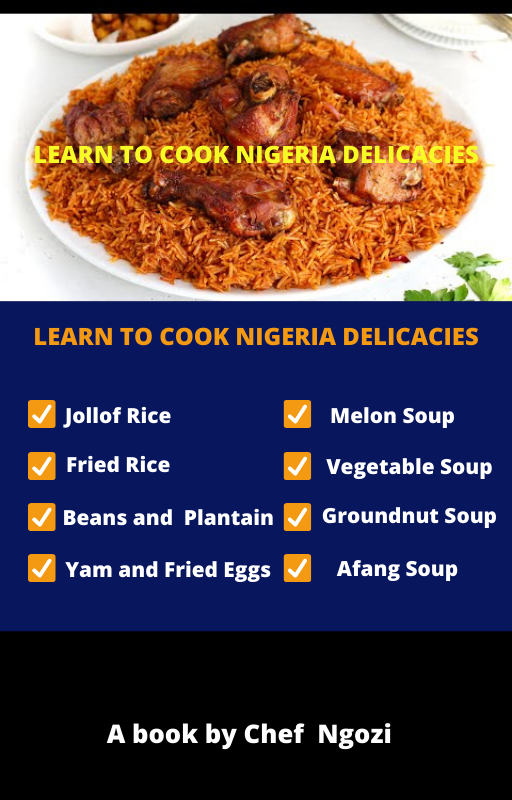 LEARN TO COOK NIGERIA DELICACIES
LEARN TO COOK NIGERIA DELICACIES
Jollof Rice
Fried Rice
Beans and Plantain
Yam and Fried Eggs
Melon Soup
Vegetable Soup
Groundnut Soup
Afang Soup
A book by Chef Ngozi